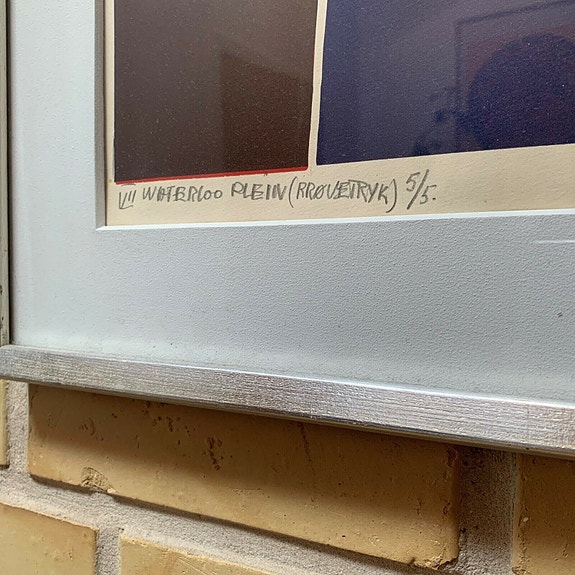 VII WATERLOO PLEIN (PRØVETRYK) 5/5.